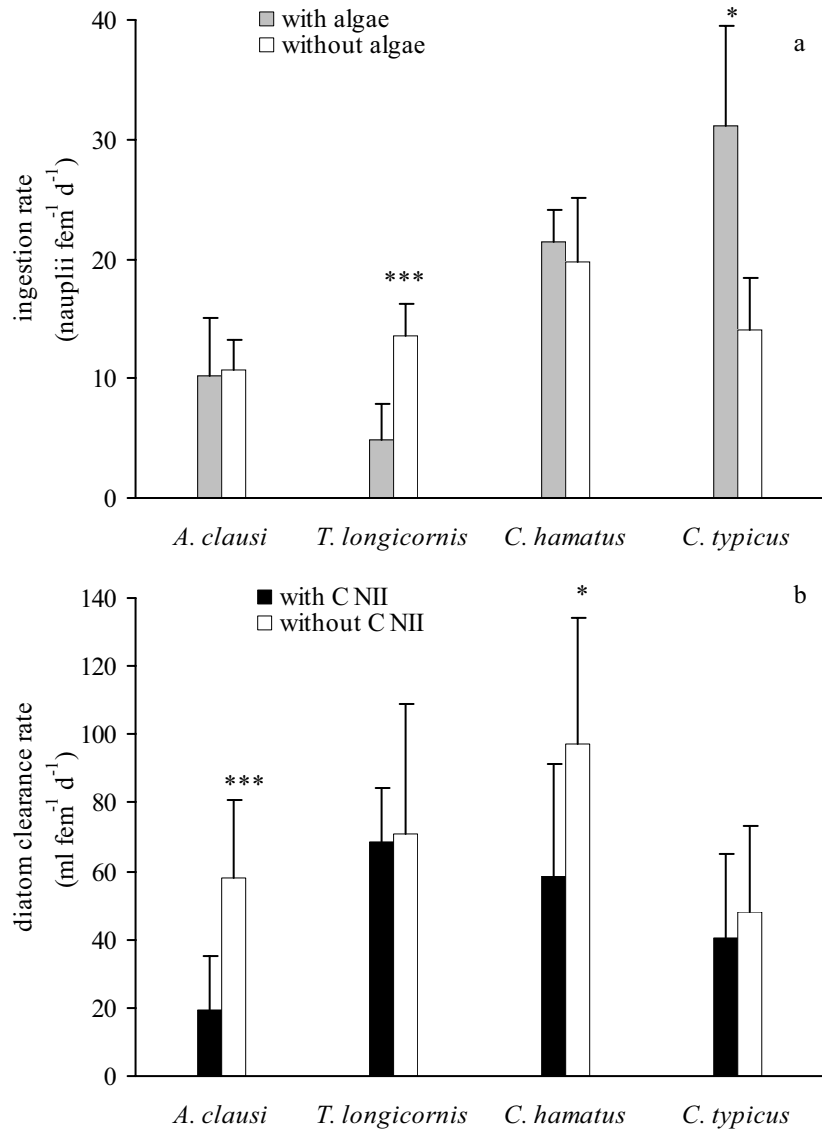 40
with algae
without algae
*
a
30
20
10
0
***
ingestion rate
(nauplii fem⁻¹ d⁻¹)
A. clausi T. longicornis C. hamatus C. typicus
140
with C NII
without C NII
*
b
120
100
80
60
40
20
0
***
diatom clearance rate
(ml fem⁻¹ d⁻¹)
A. clausi T. longicornis C. hamatus C. typicus